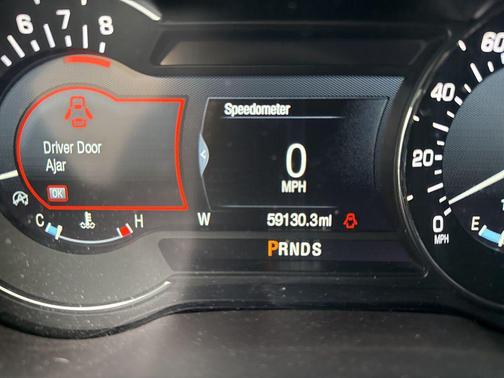 6 7 8
Speedometer
Driver Door
Ajar
OK
0
MPH
C H
W 59130.3mi
PRNDS
60
40
20
0
MPH
E